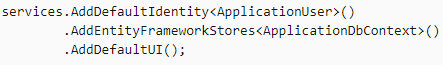 services.AddDefaultIdentity<ApplicationUser>()
.AddEntityFrameworkStores<ApplicationDbContext>()
.AddDefaultUI();